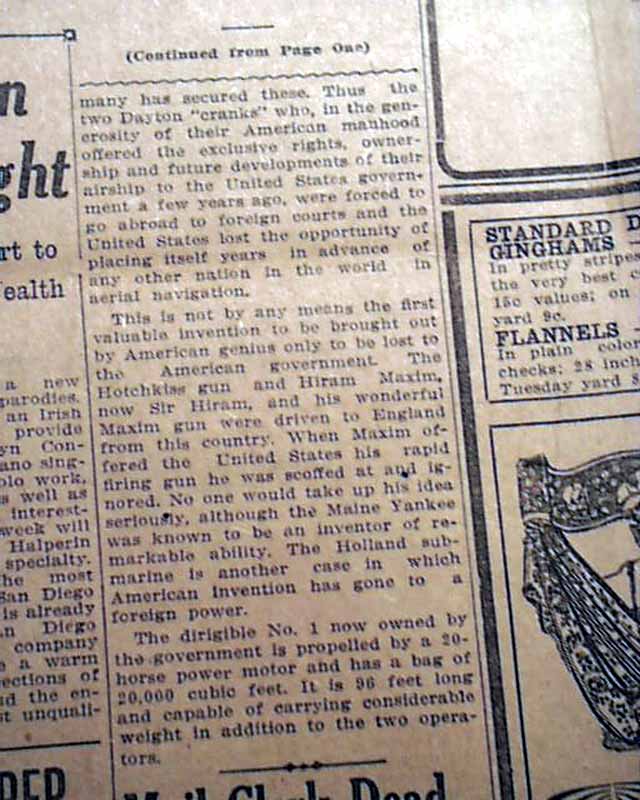 (Continued from Page One)
many has secured these. Thus the
two Dayton "cranks" who, in the gen-
erosity of their American manhood
offered the exclusive rights, owner-
ship and future developments of their
airship to the United States govern-
ment a few years ago, were forced to
go abroad to foreign courts and the
United States lost the opportunity of
placing itself years in advance of
any other nation in the world in
aerial navigation.
This is not by any means the first
valuable invention to be brought out
by American genius only to be lost to
the American government. The
Hotchkiss gun and Hiram Maxim,
now Sir Hiram, and his wonderful
Maxim gun were driven to England
from this country. When Maxim of-
fered the United States his rapid
firing gun he was scoffed at and ig-
nored. No one would take up his idea
seriously, although the Maine Yankee
was known to be an inventor of re-
markable ability. The Holland sub-
marine is another case in which
American invention has gone to a
foreign power.
The dirigible No. 1 now owned by
the government is propelled by a 20-
horse power motor and has a bag of
20,000 cubic feet. It is 96 feet long
and capable of carrying considerable
weight in addition to the two opera-
tors.
Mail Clerk Dead
n
ght
rt to
ealth
a new
parodies.
an Irish
provide
yn Con-
ano sing-
olo work,
s well as
interest-
week will
Halperin
specialty.
he most
San Diego
is already
n Diego
company
e a warm
ections of
d the en-
st unquali-
DED
STANDARD D
GINGHAMS
In pretty stripes
the very best c
15c values; on
yard 9c.
FLANNELS
In plain color
checks; 28 inch
Tuesday yard 8